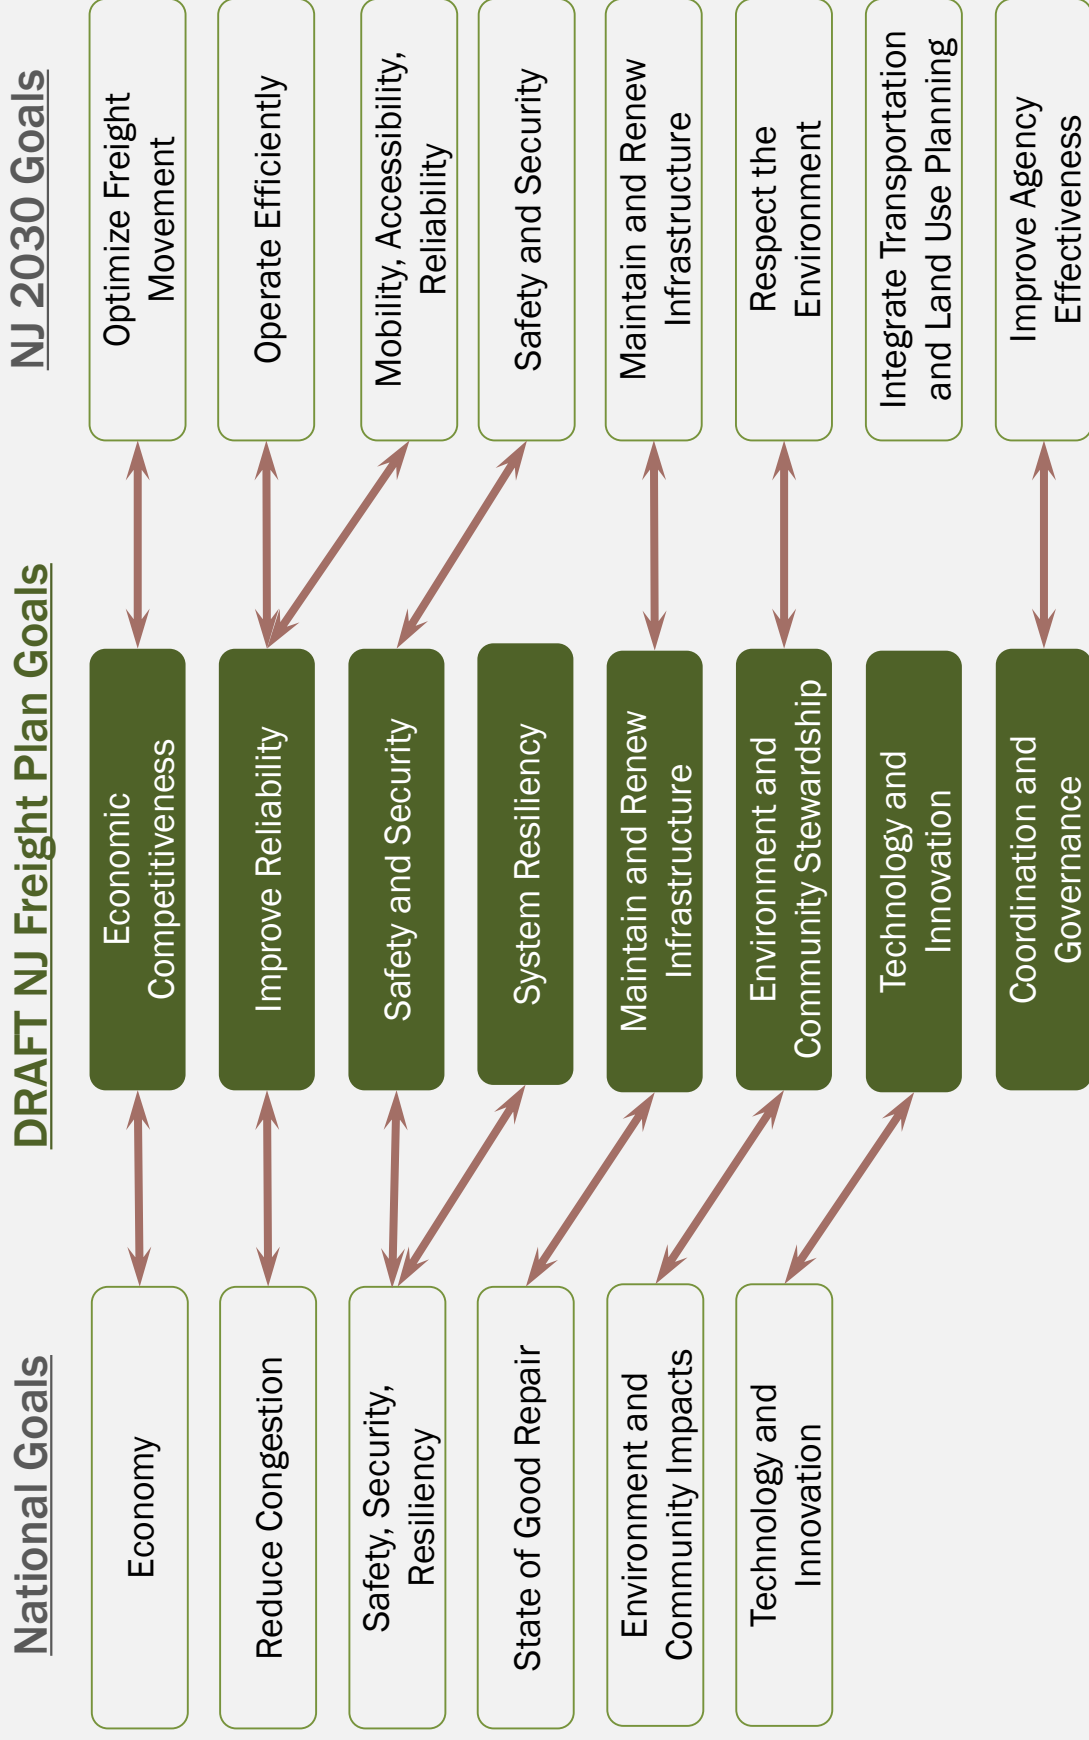 National Goals
Economy
Reduce Congestion
Safety, Security,
Resiliency
State of Good Repair
Environment and
Community Impacts
Technology and
Innovation
DRAFT NJ Freight Plan Goals
Economic
Competitiveness
Improve Reliability
Safety and Security
System Resiliency
Maintain and Renew
Infrastructure
Environment and
Community Stewardship
Technology and
Innovation
Coordination and
Governance
NJ 2030 Goals
Optimize Freight
Movement
Operate Efficiently
Mobility, Accessibility,
Reliability
Safety and Security
Maintain and Renew
Infrastructure
Respect the
Environment
Integrate Transportation
and Land Use Planning
Improve Agency
Effectiveness